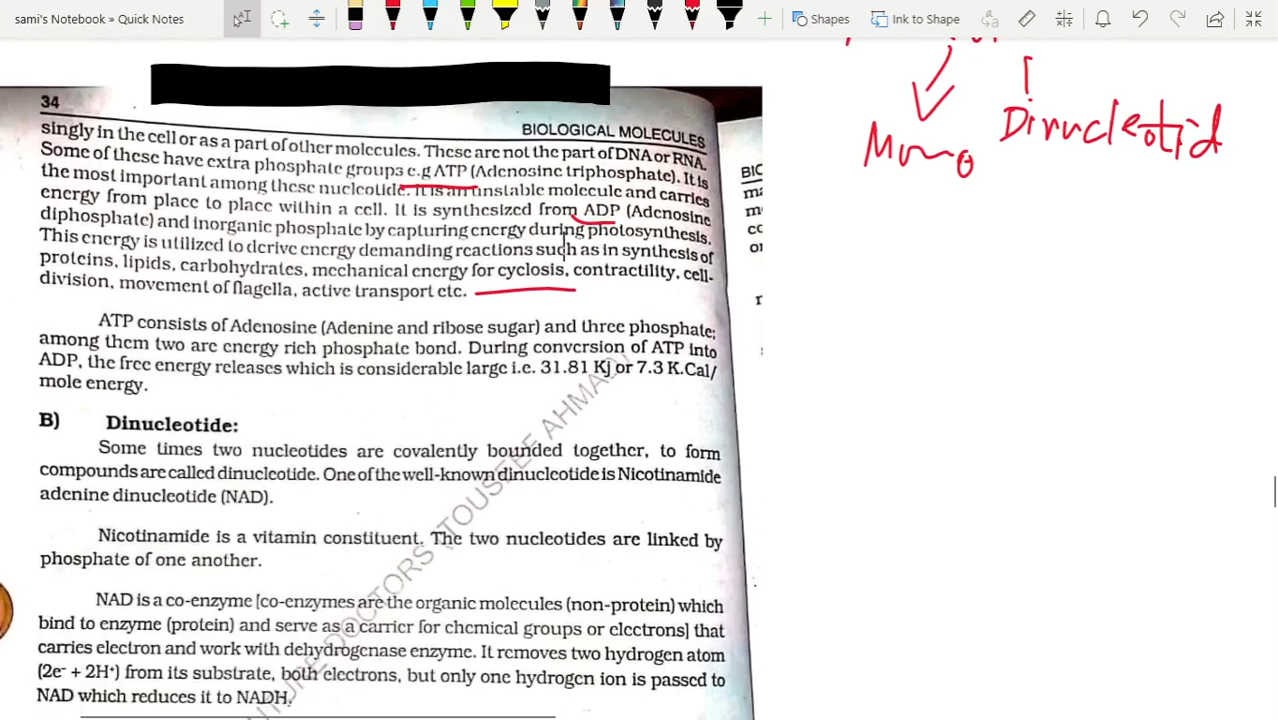 sami's Notebook » Quick Notes
Shapes
Ink to Shape
Mono
Dinucleotid
34
BIOLOGICAL MOLECULES
singly in the cell or as a part of other molecules. These are not the part of DNA or RNA.
Some of these have extra phosphate groups e.g ATP (Adenosine triphosphate). It is
the most important among these nucleotide. It is an unstable molecule and carries
energy from place to place within a cell. It is synthesized from ADP (Adenosine
diphosphate) and inorganic phosphate by capturing energy during photosynthesis.
This energy is utilized to derive energy demanding reactions such as in synthesis of
proteins, lipids, carbohydrates, mechanical energy for cyclosis, contractility, cell-
division, movement of flagella, active transport etc.
ATP consists of Adenosine (Adenine and ribose sugar) and three phosphate;
among them two are energy rich phosphate bond. During conversion of ATP into
ADP, the free energy releases which is considerable large i.e. 31.81 Kj or 7.3 K.Cal/
mole energy.
B) Dinucleotide:
Some times two nucleotides are covalently bounded together, to form
compounds are called dinucleotide. One of the well-known dinucleotide is Nicotinamide
adenine dinucleotide (NAD).
Nicotinamide is a vitamin constituent. The two nucleotides are linked by
phosphate of one another.
NAD is a co-enzyme [co-enzymes are the organic molecules (non-protein) which
bind to enzyme (protein) and serve as a carrier for chemical groups or electrons] that
carries electron and work with dehydrogenase enzyme. It removes two hydrogen atom
(2e⁻ + 2H⁺) from its substrate, both electrons, but only one hydrogen ion is passed to
NAD which reduces it to NADH.
DOCTORS (TOUSEEF AHMAD)